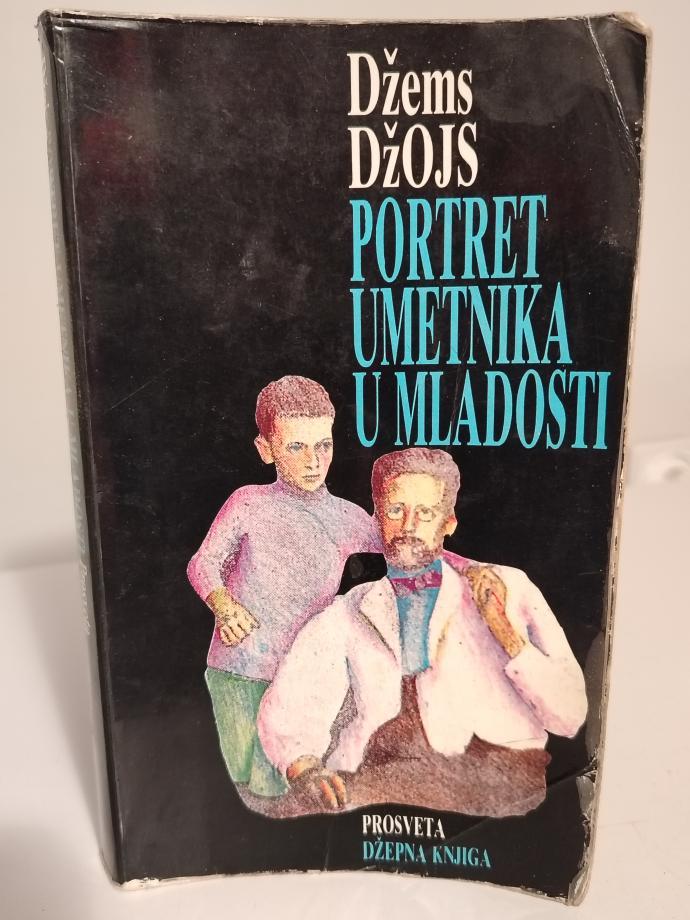 Džems
DžOJS
PORTRET
UMETNIKA
U MLADOSTI
PROSVETA
DŽEPNA KNJIGA